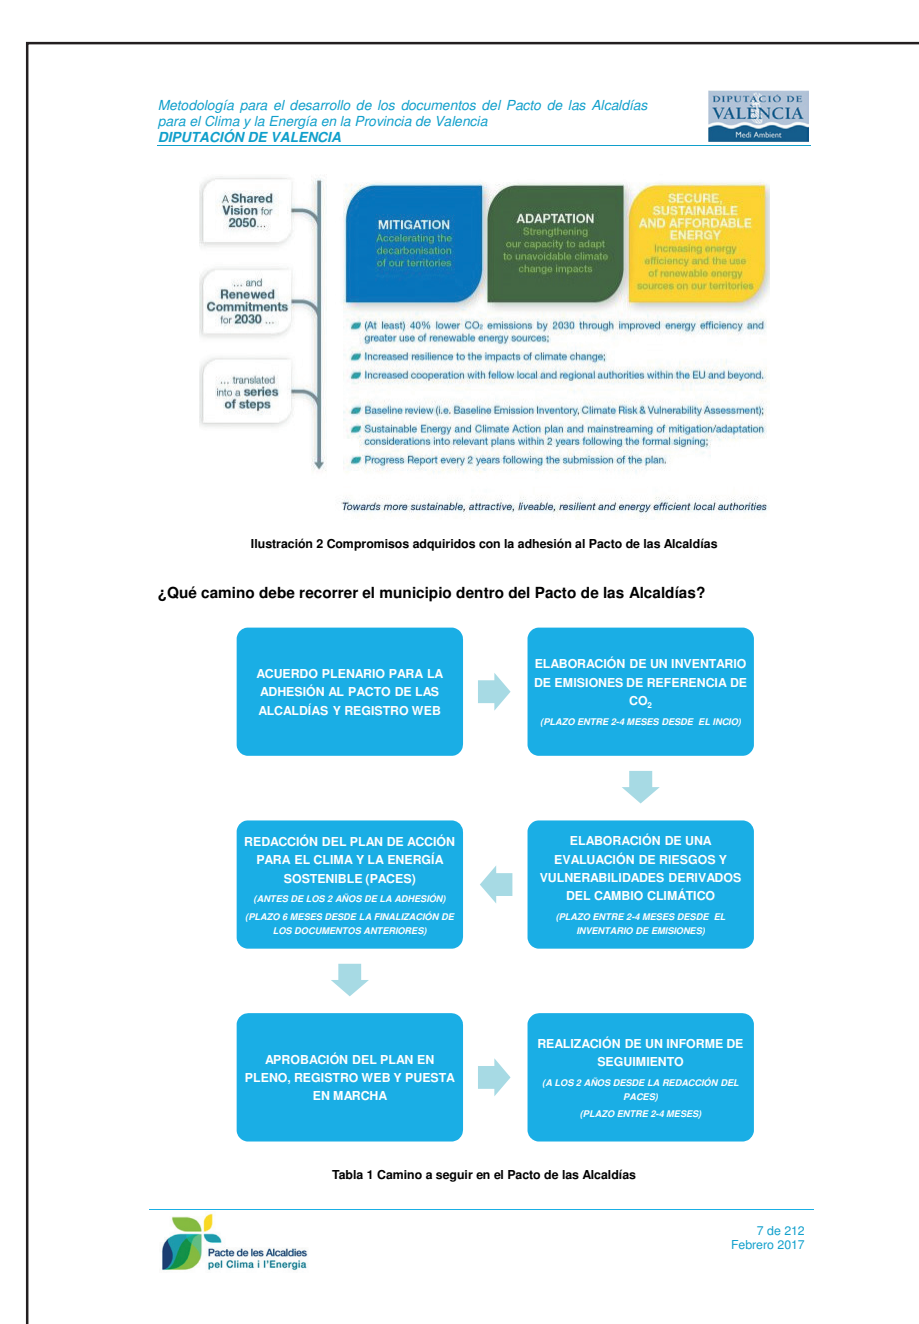 Metodología para el desarrollo de los documentos del Pacto de las Alcaldías
para el Clima y la Energía en la Provincia de Valencia
DIPUTACIÓN DE VALENCIA
DIPUTACIÓ DE
VALÈNCIA
Medi Ambient
A Shared
Vision for
2050...
... and
Renewed
Commitments
for 2030 ...
... translated
into a series
of steps
MITIGATION
Accelerating the
decarbonisation
of our territories
ADAPTATION
Strengthening
our capacity to adapt
to unavoidable climate
change impacts
SECURE,
SUSTAINABLE
AND AFFORDABLE
ENERGY
Increasing energy
efficiency and the use
of renewable energy
sources on our territories
(At least) 40% lower CO₂ emissions by 2030 through improved energy efficiency and
greater use of renewable energy sources;
Increased resilience to the impacts of climate change;
Increased cooperation with fellow local and regional authorities within the EU and beyond.
Baseline review (i.e. Baseline Emission Inventory, Climate Risk & Vulnerability Assessment);
Sustainable Energy and Climate Action plan and mainstreaming of mitigation/adaptation
considerations into relevant plans within 2 years following the formal signing;
Progress Report every 2 years following the submission of the plan.
Towards more sustainable, attractive, liveable, resilient and energy efficient local authorities
Ilustración 2 Compromisos adquiridos con la adhesión al Pacto de las Alcaldías
¿Qué camino debe recorrer el municipio dentro del Pacto de las Alcaldías?
ACUERDO PLENARIO PARA LA
ADHESIÓN AL PACTO DE LAS
ALCALDÍAS Y REGISTRO WEB
ELABORACIÓN DE UN INVENTARIO
DE EMISIONES DE REFERENCIA DE
CO₂
(PLAZO ENTRE 2-4 MESES DESDE EL INCIO)
REDACCIÓN DEL PLAN DE ACCIÓN
PARA EL CLIMA Y LA ENERGÍA
SOSTENIBLE (PACES)
(ANTES DE LOS 2 AÑOS DE LA ADHESIÓN)
(PLAZO 6 MESES DESDE LA FINALIZACIÓN DE
LOS DOCUMENTOS ANTERIORES)
ELABORACIÓN DE UNA
EVALUACIÓN DE RIESGOS Y
VULNERABILIDADES DERIVADOS
DEL CAMBIO CLIMÁTICO
(PLAZO ENTRE 2-4 MESES DESDE EL
INVENTARIO DE EMISIONES)
APROBACIÓN DEL PLAN EN
PLENO, REGISTRO WEB Y PUESTA
EN MARCHA
REALIZACIÓN DE UN INFORME DE
SEGUIMIENTO
(A LOS 2 AÑOS DESDE LA REDACCIÓN DEL
PACES)
(PLAZO ENTRE 2-4 MESES)
Tabla 1 Camino a seguir en el Pacto de las Alcaldías
Pacte de les Alcaldies
pel Clima i l'Energia
7 de 212
Febrero 2017